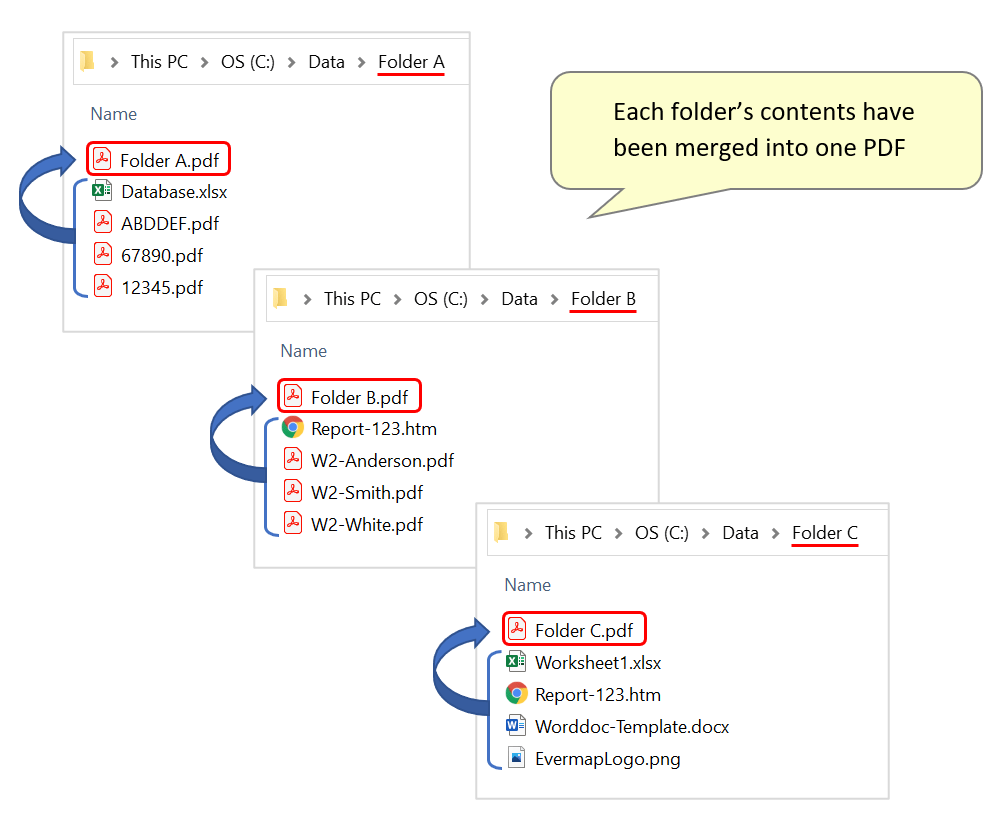 This PC > OS (C:) > Data > Folder A
Name
Folder A.pdf
Database.xlsx
ABDDEF.pdf
67890.pdf
12345.pdf
Each folder’s contents have
been merged into one PDF
This PC > OS (C:) > Data > Folder B
Name
Folder B.pdf
Report-123.htm
W2-Anderson.pdf
W2-Smith.pdf
W2-White.pdf
This PC > OS (C:) > Data > Folder C
Name
Folder C.pdf
Worksheet1.xlsx
Report-123.htm
Worddoc-Template.docx
EvermapLogo.png